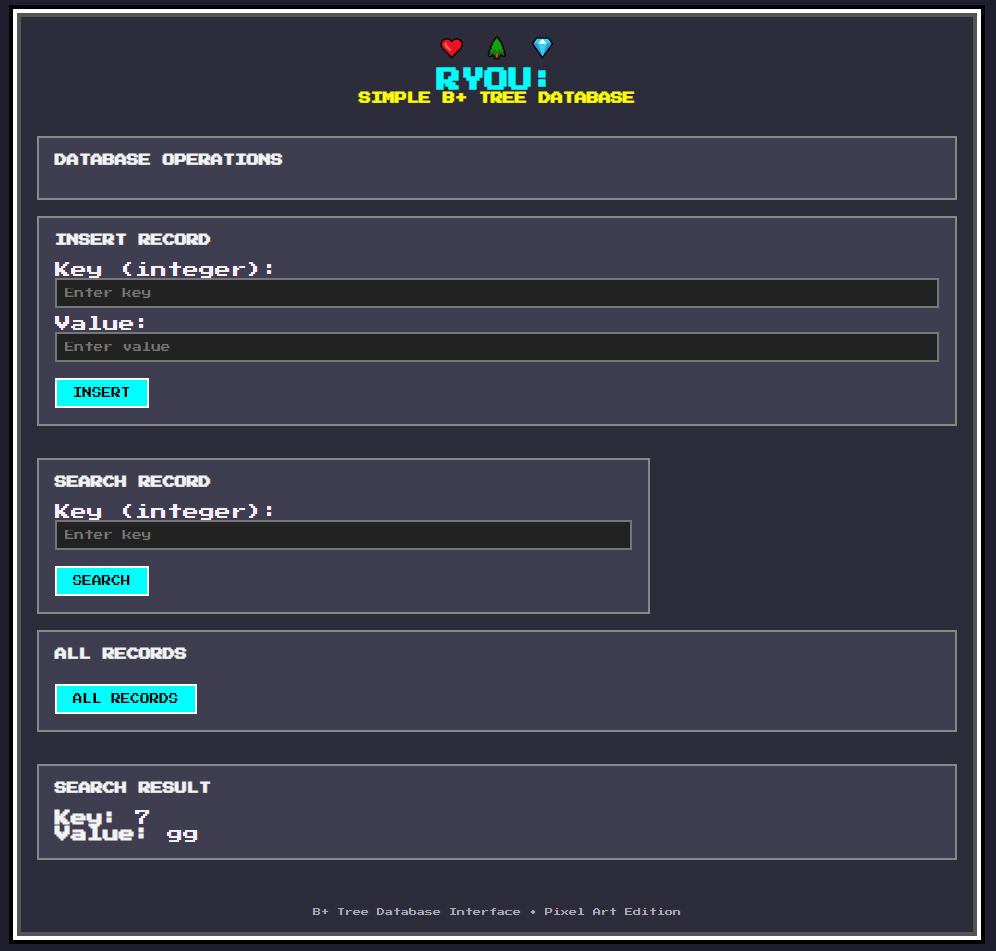 RYOU:
SIMPLE B+ TREE DATABASE
DATABASE OPERATIONS
INSERT RECORD
Key (integer):
Enter key
Value:
Enter value
INSERT
SEARCH RECORD
Key (integer):
Enter key
SEARCH
ALL RECORDS
ALL RECORDS
SEARCH RESULT
Key: 7
Value: gg
B+ Tree Database Interface • Pixel Art Edition